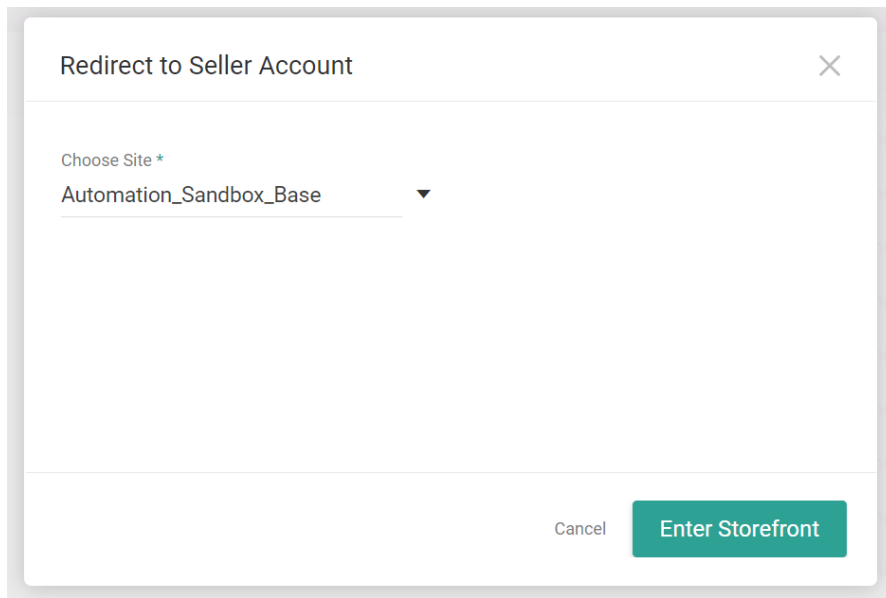 Redirect to Seller Account
Choose Site *
Automation_Sandbox_Base
Cancel
Enter Storefront